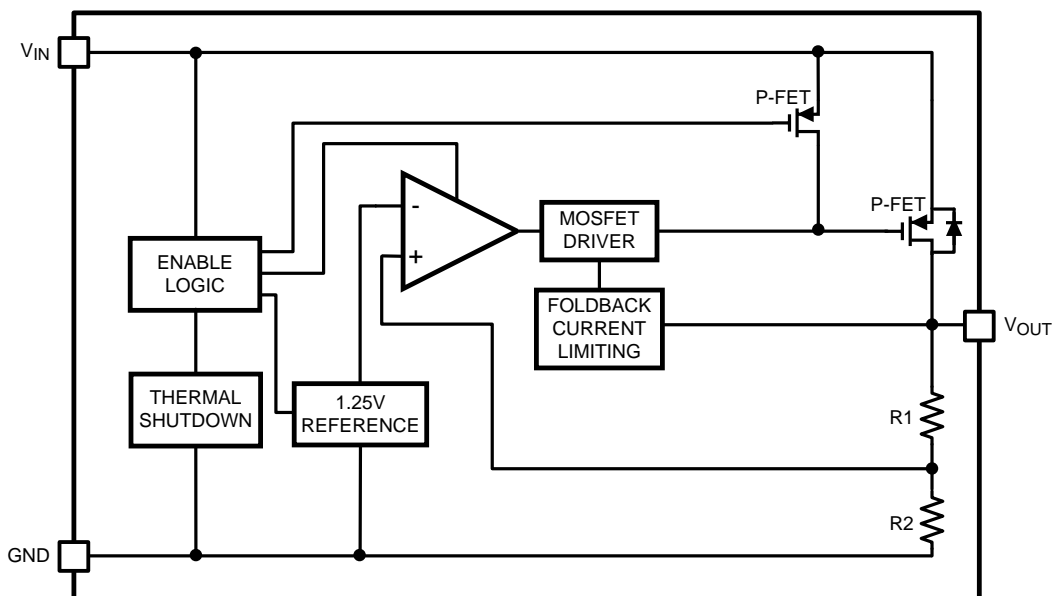 VIN
P-FET
P-FET
-
+
MOSFET
DRIVER
ENABLE
LOGIC
FOLDBACK
CURRENT
LIMITING
VOUT
THERMAL
SHUTDOWN
1.25V
REFERENCE
R1
R2
GND